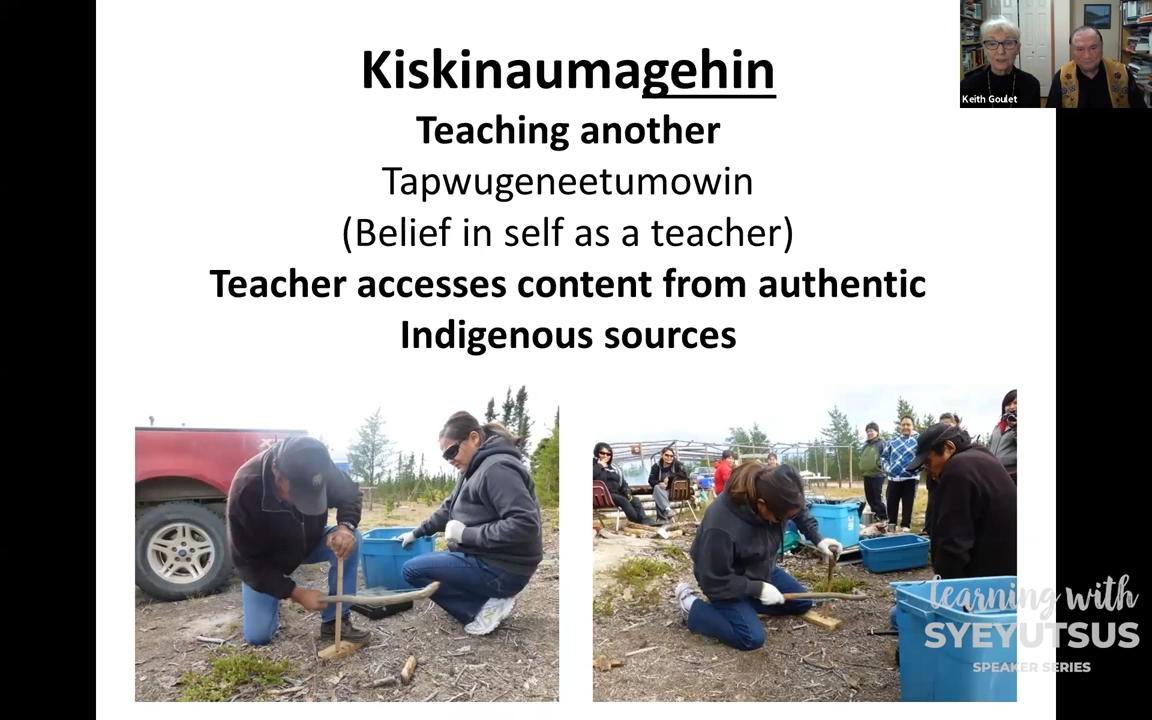 Kiskinaumagehin
Teaching another
Tapwugeneetumowin
(Belief in self as a teacher)
Teacher accesses content from authentic
Indigenous sources
Keith Goulet
learning with
SYEYUTSUS
SPEAKER SERIES